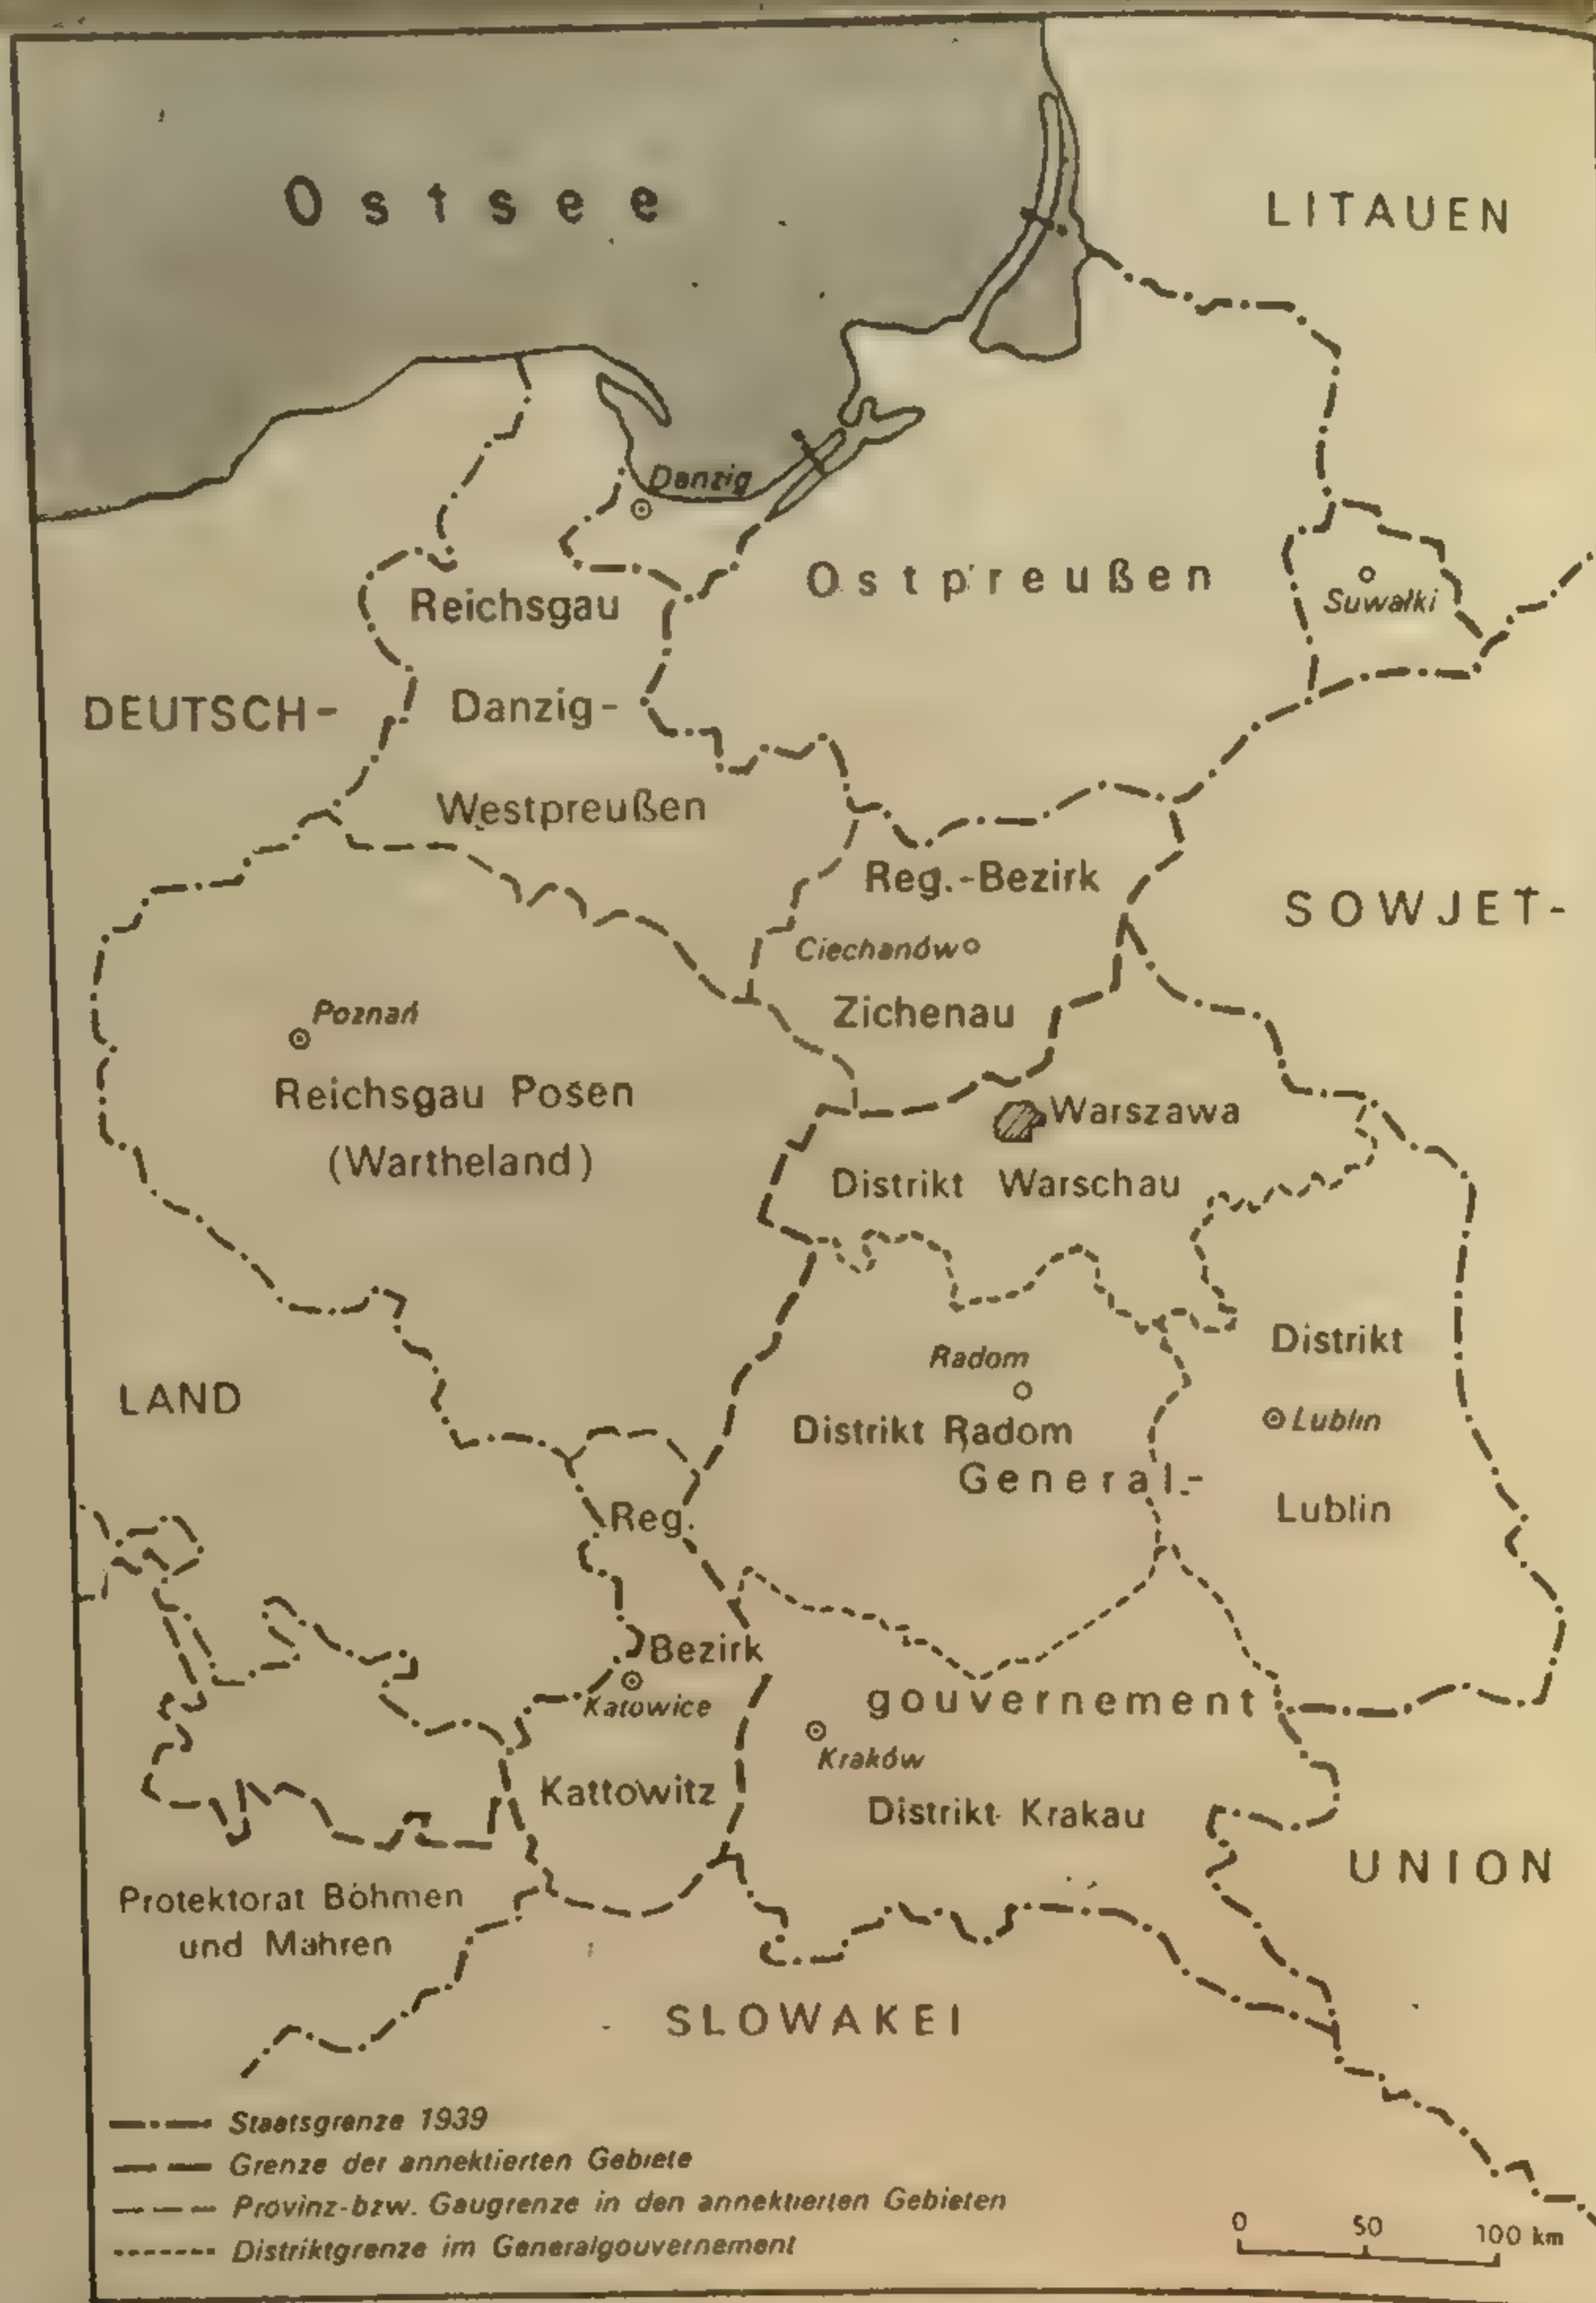 Ostsee
LITAUEN
Danzig
Ostpreußen
Suwałki
Reichsgau
Danzig-
Westpreußen
DEUTSCH-
Reg.-Bezirk
Ciechanów
Zichenau
SOWJET-
Poznań
Reichsgau Posen
(Wartheland)
Warszawa
Distrikt Warschau
LAND
Radom
Distrikt Radom
Distrikt
Lublin
Lublin
General-
gouvernement
Reg.
Bezirk
Katowice
Kattowitz
Kraków
Distrikt Krakau
UNION
Protektorat Böhmen
und Mahren
SLOWAKEI
Staatsgrenze 1939
Grenze der annektierten Gebiete
Provinz-bzw. Gaugrenze in den annektierten Gebieten
Distriktgrenze im Generalgouvernement
0 50 100 km